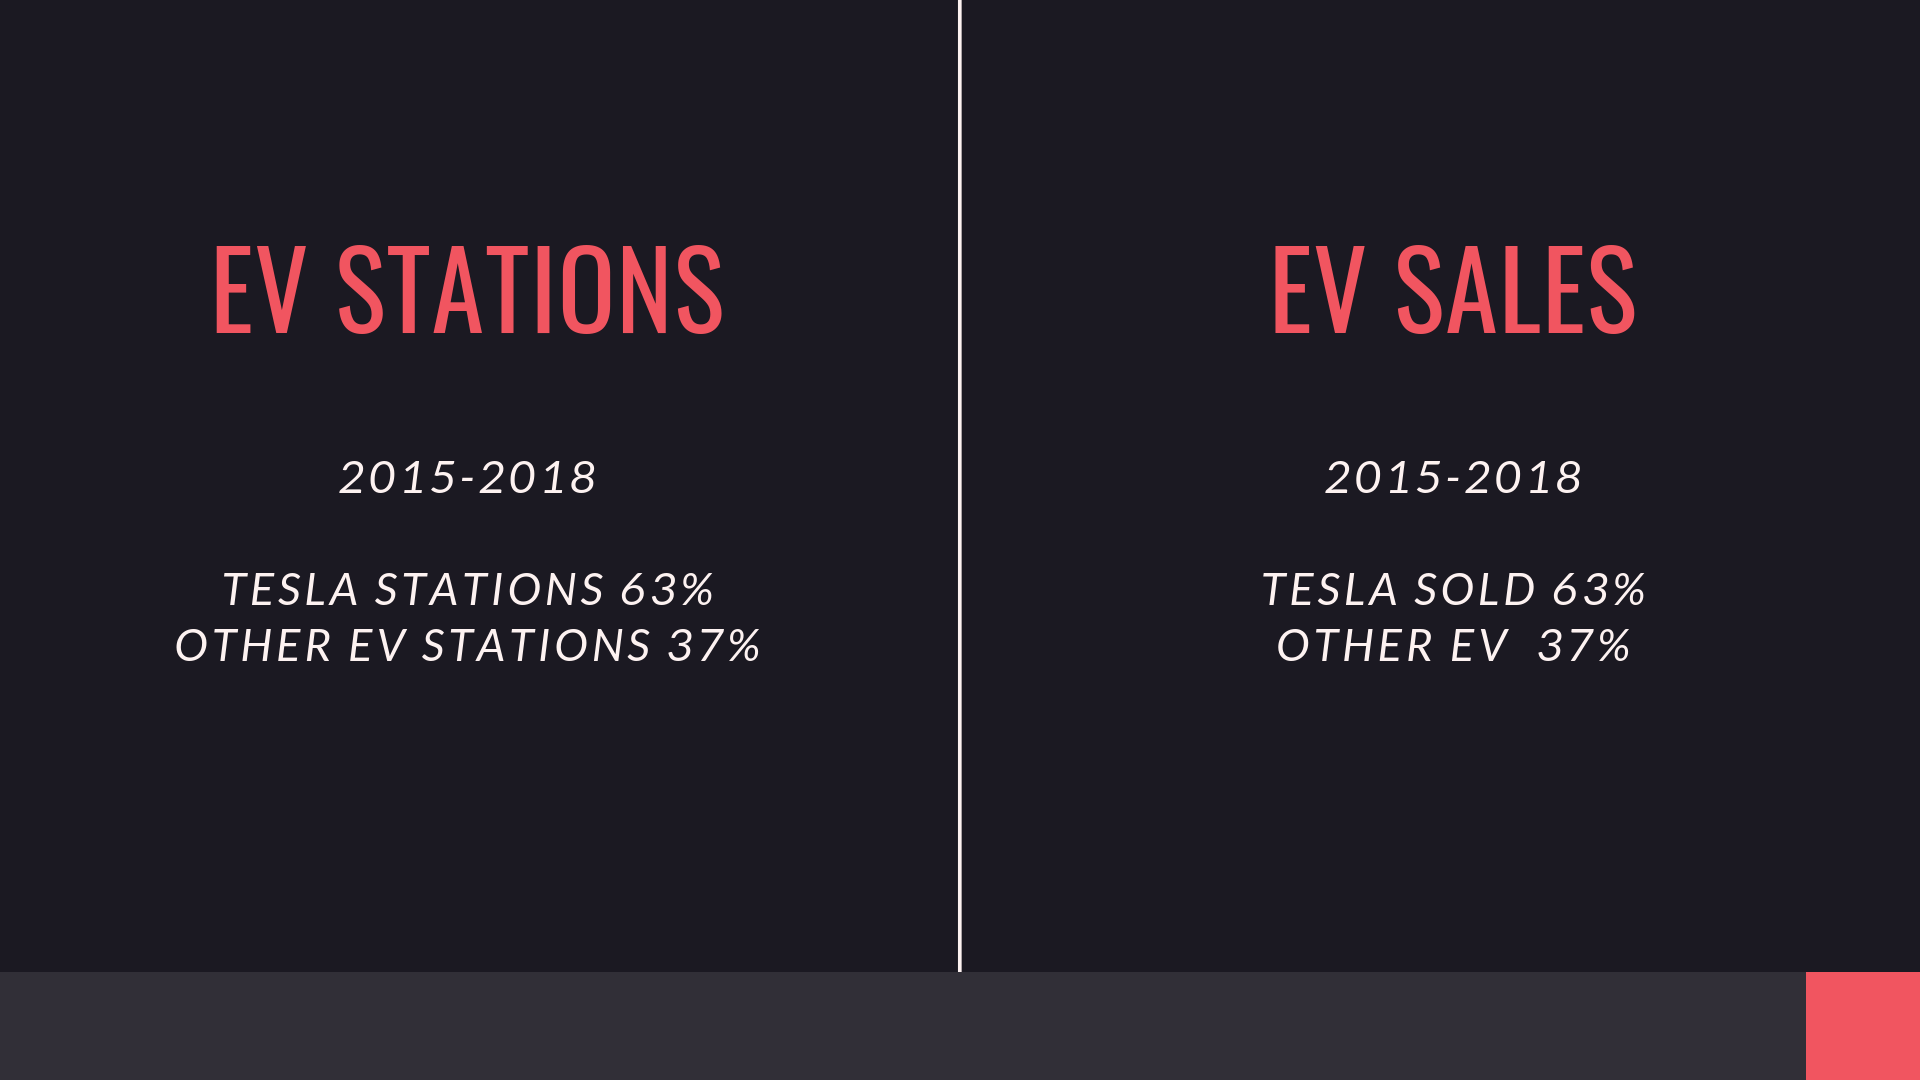 EV STATIONS
2015-2018
TESLA STATIONS 63%
OTHER EV STATIONS 37%
EV SALES
2015-2018
TESLA SOLD 63%
OTHER EV 37%